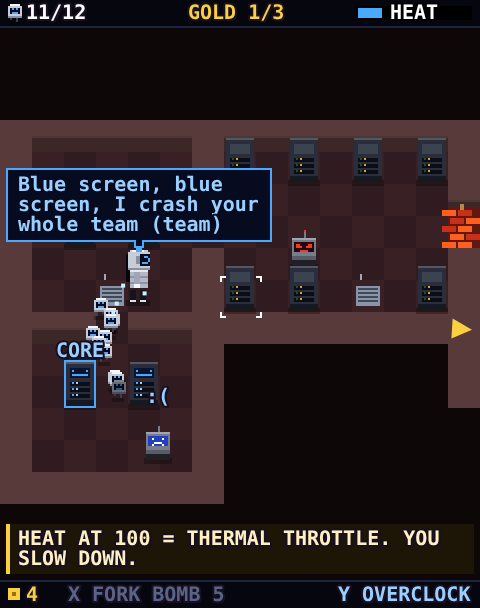 11/12 GOLD 1/3 HEAT
Blue screen, blue
screen, I crash your
whole team (team)
CORE
:(
HEAT AT 100 = THERMAL THROTTLE. YOU
SLOW DOWN.
4 X FORK BOMB 5 Y OVERCLOCK